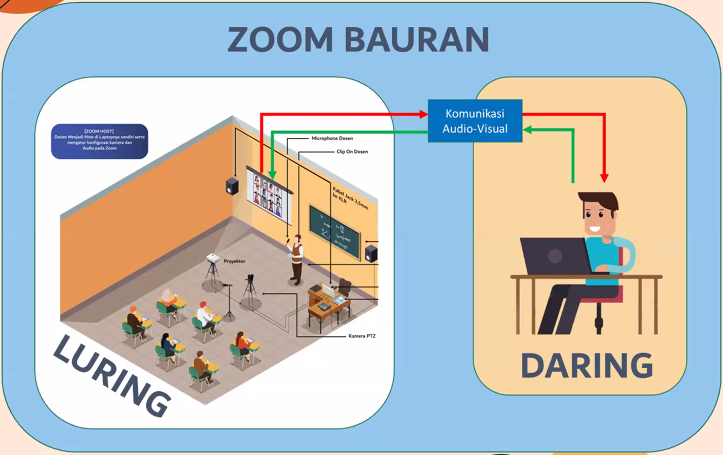 ZOOM BAURAN
[ZOOM HOST]
Dosen Menjadi Host di Laptopnya sendiri serta
mengatur konfigurasi kamera dan
Audio pada Zoom
Komunikasi
Audio-Visual
Microphone Dosen
Clip On Dosen
Kabel Jack 3,5mm
to XLR
Proyektor
Kamera PTZ
LURING
DARING